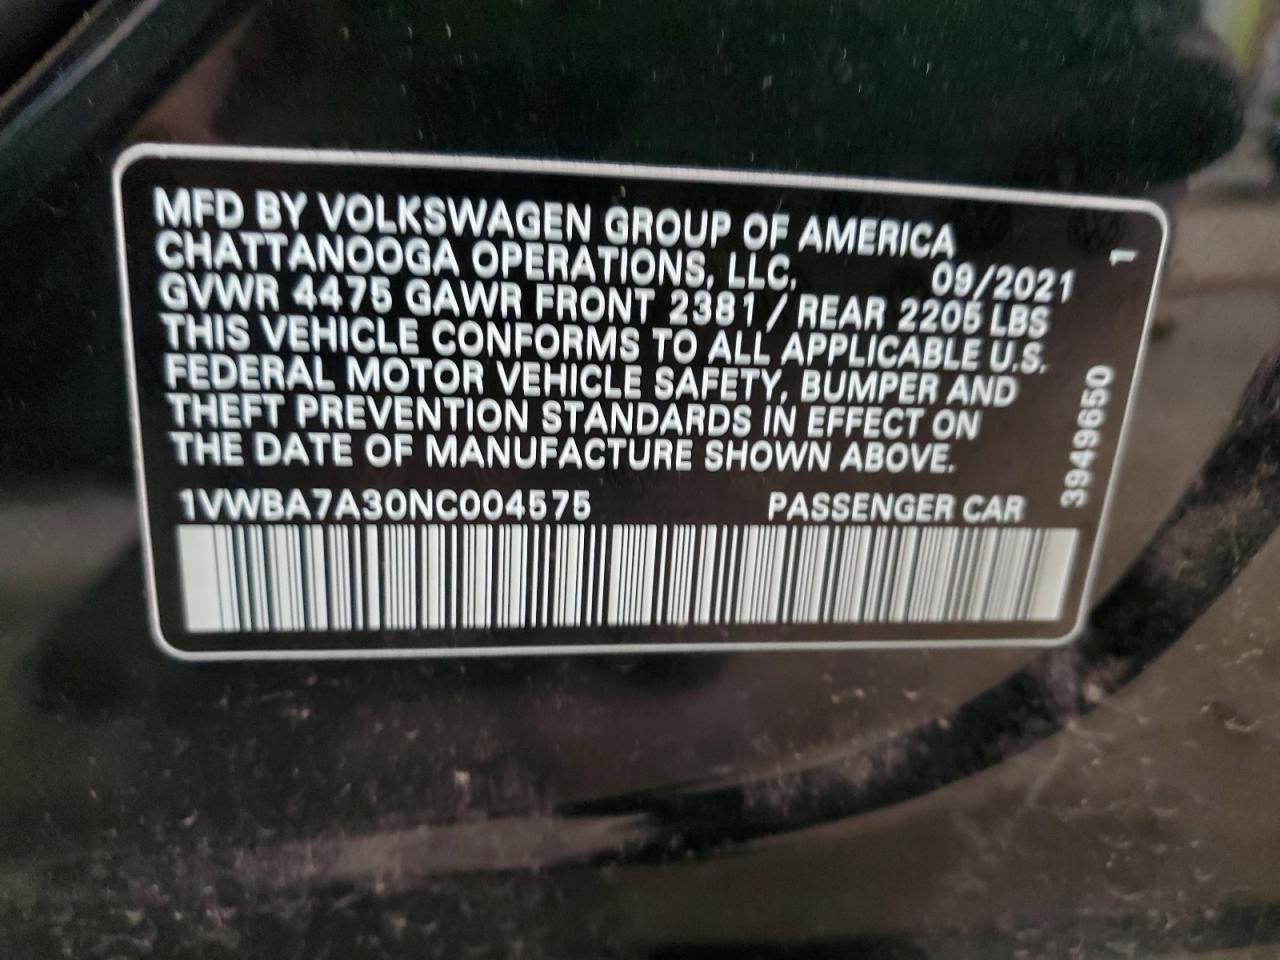 MFD BY VOLKSWAGEN GROUP OF AMERICA
CHATTANOOGA OPERATIONS, LLC. 09/2021
GVWR 4475 GAWR FRONT 2381 / REAR 2205 LBS
THIS VEHICLE CONFORMS TO ALL APPLICABLE U.S.
FEDERAL MOTOR VEHICLE SAFETY, BUMPER AND
THEFT PREVENTION STANDARDS IN EFFECT ON
THE DATE OF MANUFACTURE SHOWN ABOVE.
1VWBA7A30NC004575 PASSENGER CAR
3949650 1